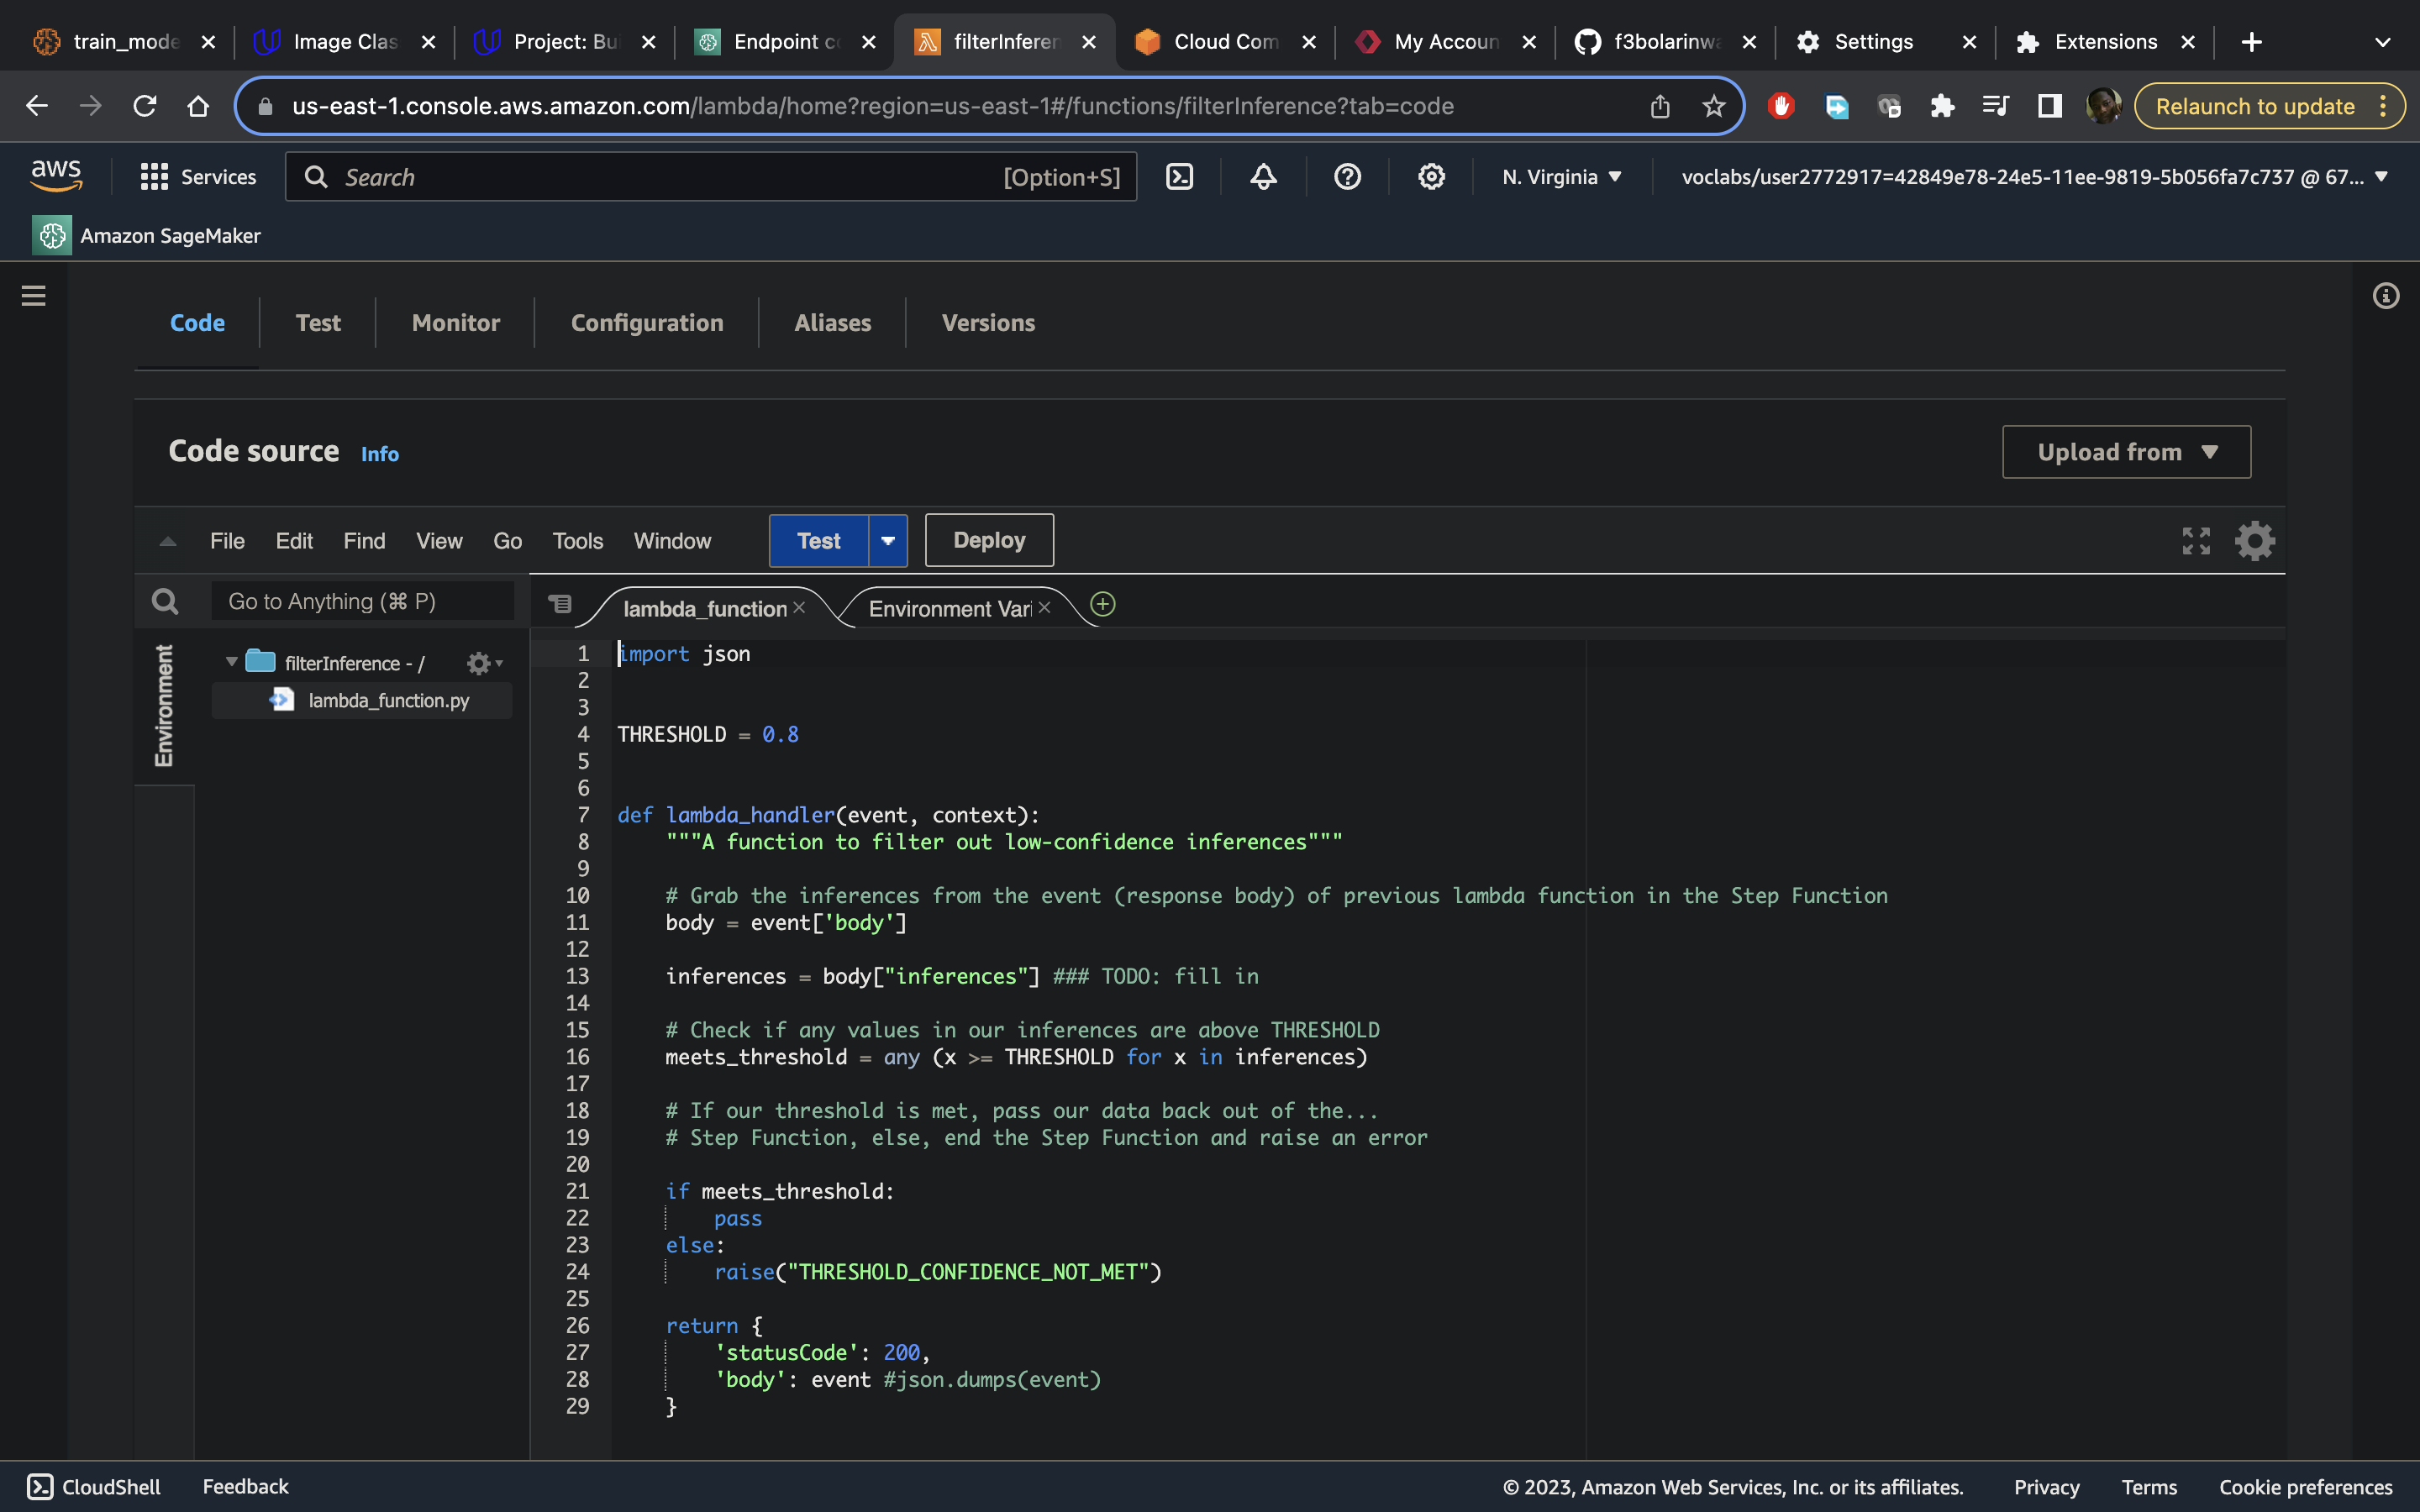 train_mode
Image Clas
Project: Bui
Endpoint co
filterInferen
Cloud Com
My Accoun
f3bolarinwa
Settings
Extensions
us-east-1.console.aws.amazon.com/lambda/home?region=us-east-1#/functions/filterInference?tab=code
Relaunch to update
aws
Services
Search
[Option+S]
N. Virginia
voclabs/user2772917=42849e78-24e5-11ee-9819-5b056fa7c737 @ 67...
Amazon SageMaker
Code
Test
Monitor
Configuration
Aliases
Versions
Code source Info
Upload from
File Edit Find View Go Tools Window
Test
Deploy
Go to Anything (⌘ P)
lambda_function
Environment Vari
Environment
filterInference - /
lambda_function.py
1 import json
2
3
4 THRESHOLD = 0.8
5
6
7 def lambda_handler(event, context):
8 """A function to filter out low-confidence inferences"""
9
10 # Grab the inferences from the event (response body) of previous lambda function in the Step Function
11 body = event['body']
12
13 inferences = body["inferences"] ### TODO: fill in
14
15 # Check if any values in our inferences are above THRESHOLD
16 meets_threshold = any (x >= THRESHOLD for x in inferences)
17
18 # If our threshold is met, pass our data back out of the...
19 # Step Function, else, end the Step Function and raise an error
20
21 if meets_threshold:
22 pass
23 else:
24 raise("THRESHOLD_CONFIDENCE_NOT_MET")
25
26 return {
27 'statusCode': 200,
28 'body': event #json.dumps(event)
29 }
CloudShell
Feedback
© 2023, Amazon Web Services, Inc. or its affiliates.
Privacy
Terms
Cookie preferences